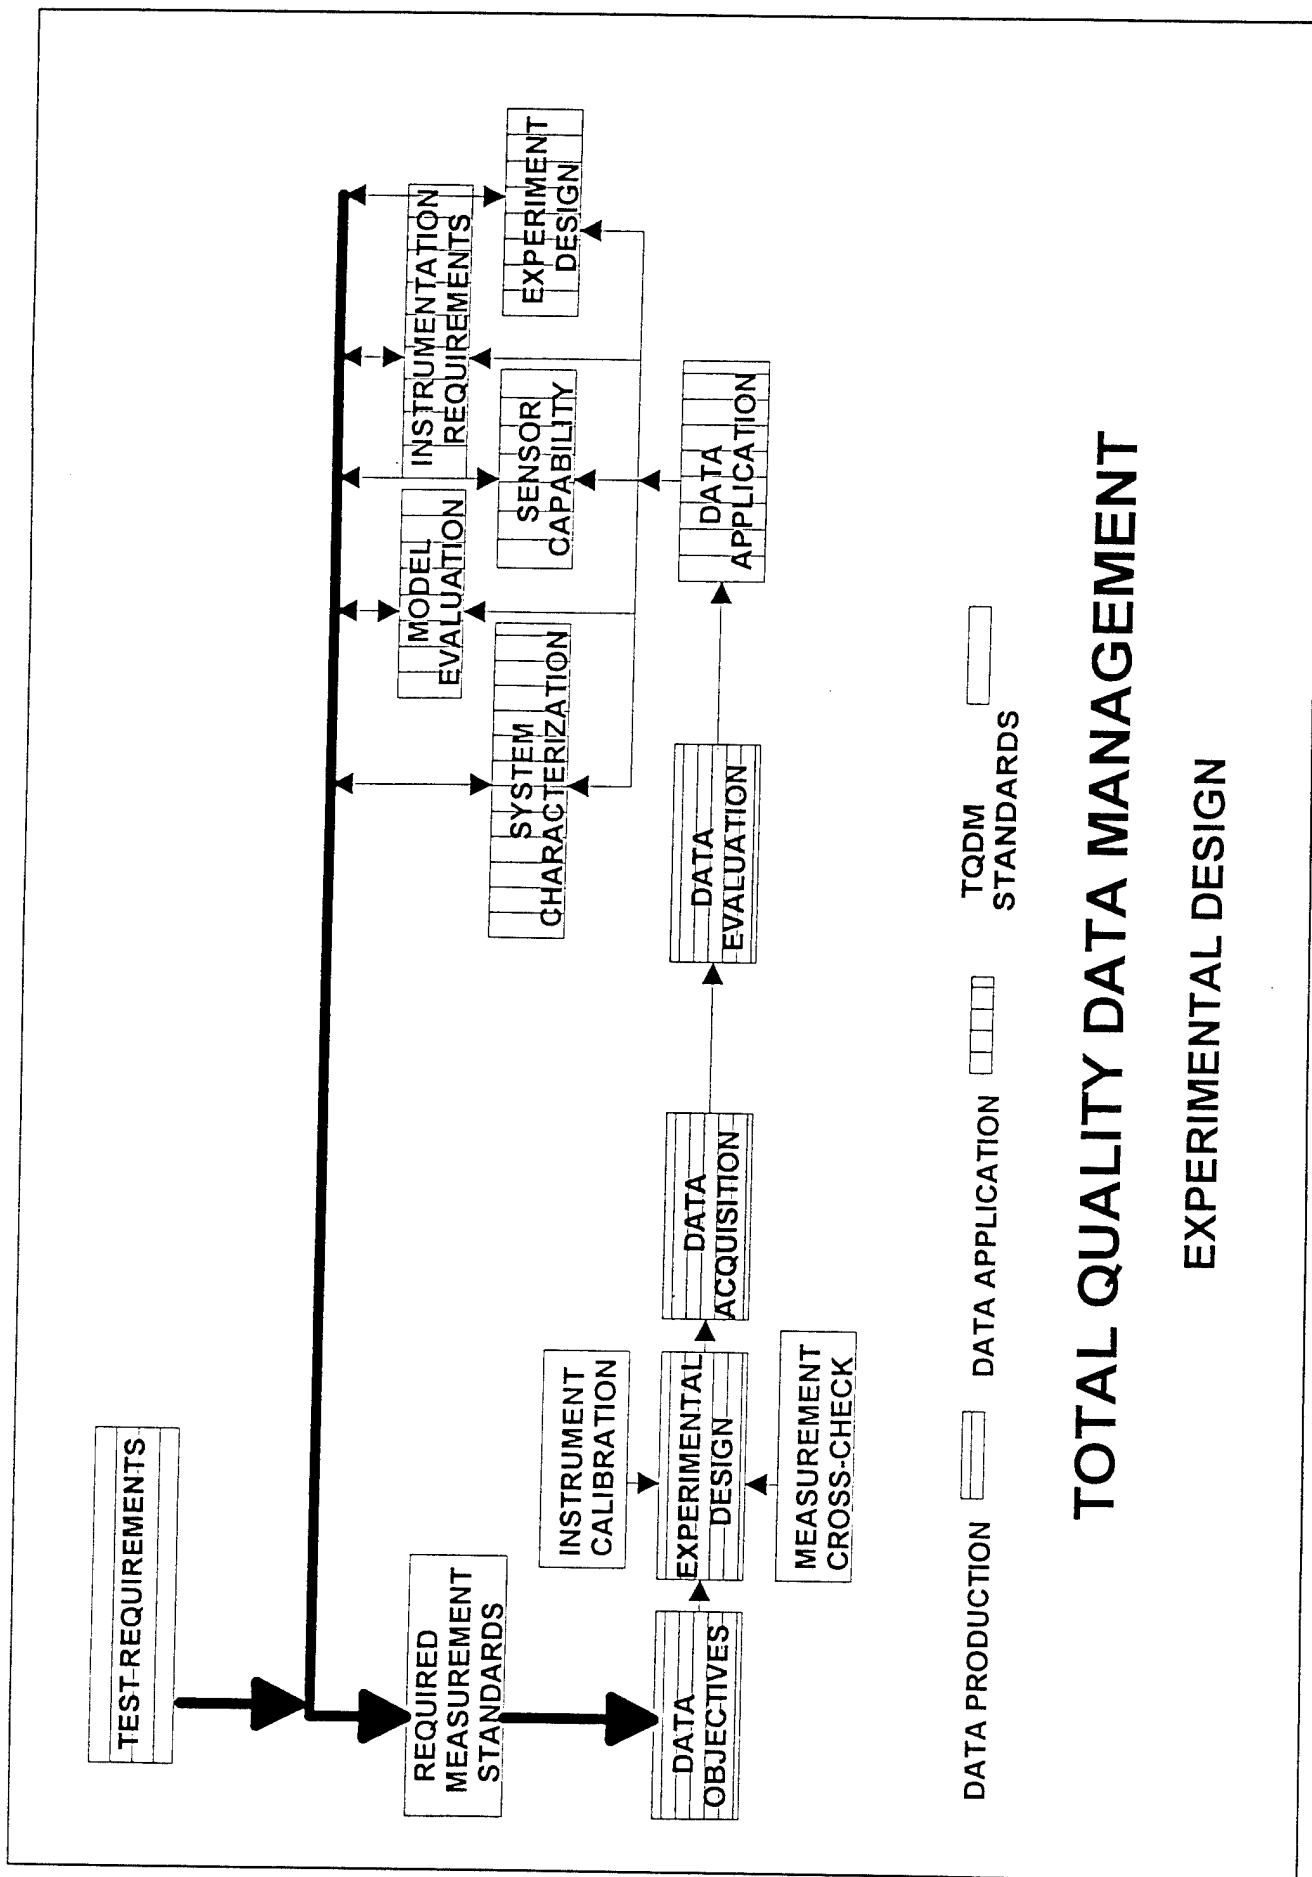 TEST REQUIREMENTS
REQUIRED
MEASUREMENT
STANDARDS
MODEL
EVALUATION
INSTRUMENTATION
REQUIREMENTS
SYSTEM
CHARACTERIZATION
SENSOR
CAPABILITY
EXPERIMENT
DESIGN
INSTRUMENT
CALIBRATION
DATA
OBJECTIVES
EXPERIMENTAL
DESIGN
DATA
ACQUISITION
DATA
EVALUATION
DATA
APPLICATION
MEASUREMENT
CROSS-CHECK
DATA PRODUCTION
DATA APPLICATION
TQDM
STANDARDS
TOTAL QUALITY DATA MANAGEMENT
EXPERIMENTAL DESIGN